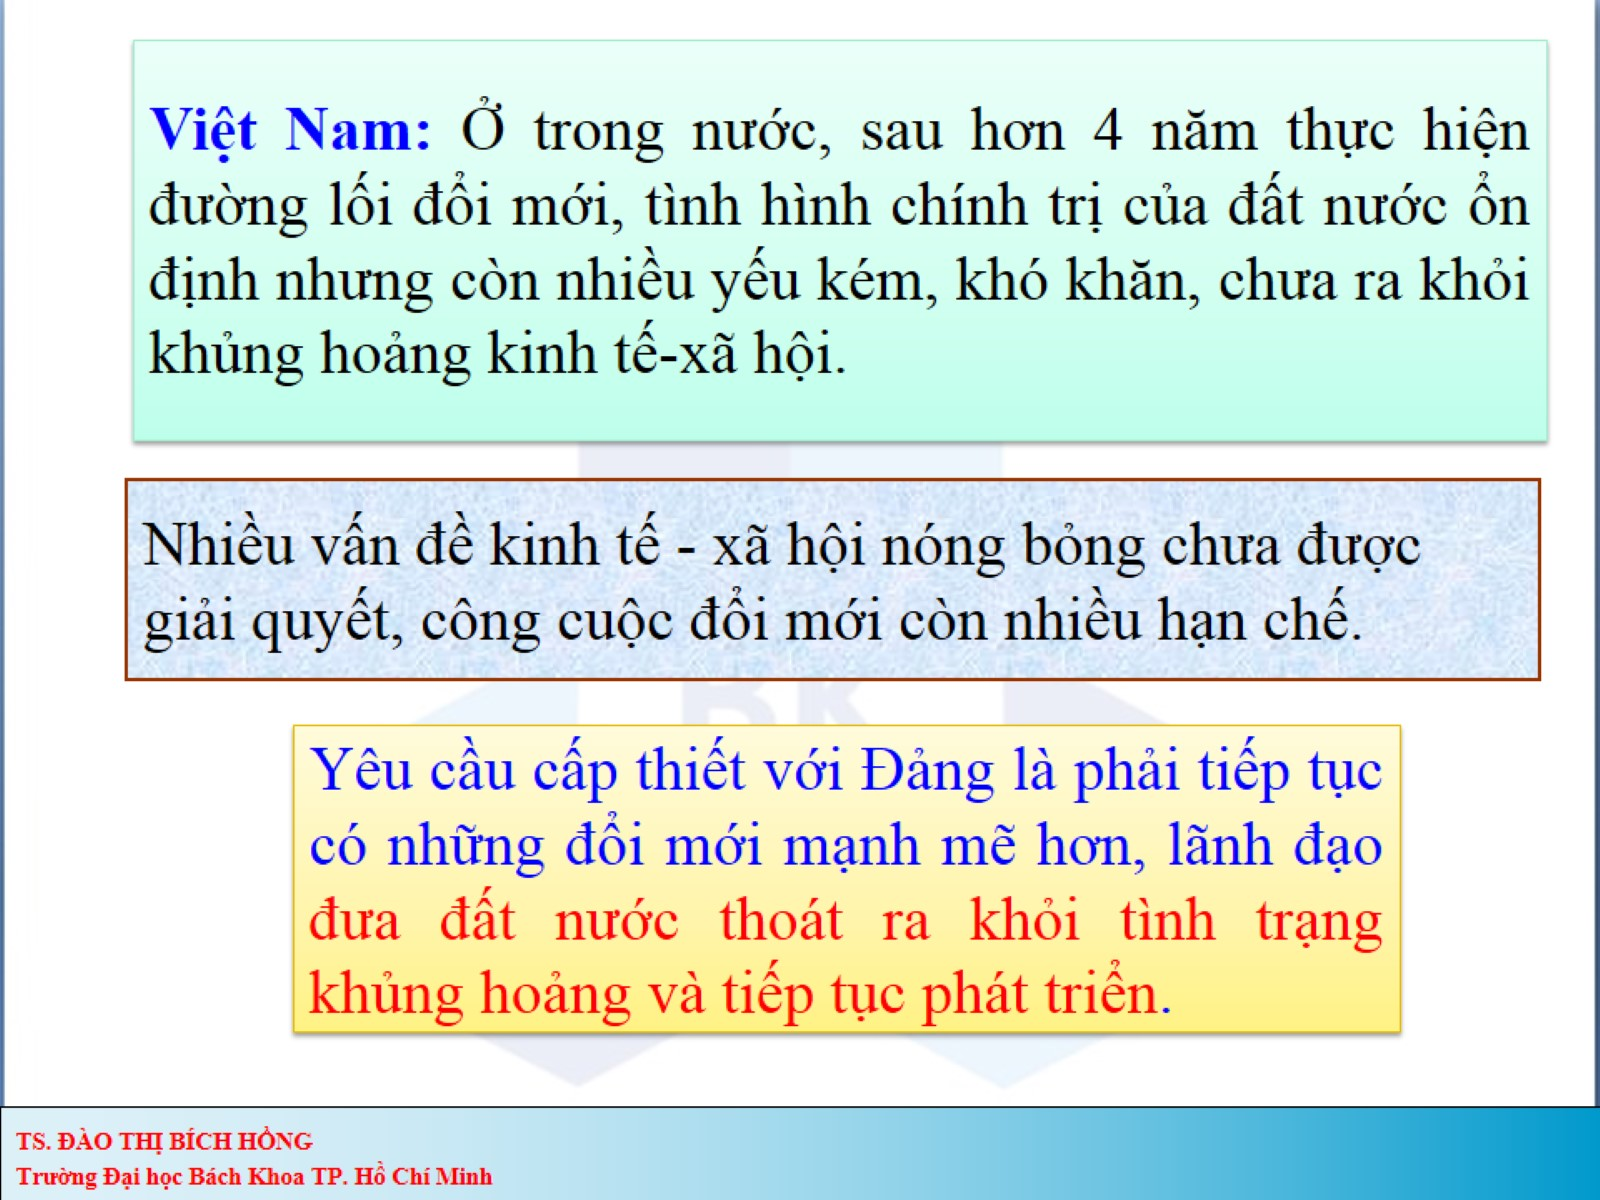 Việt Nam: Ở trong nước, sau hơn 4 năm thực hiện
đường lối đổi mới, tình hình chính trị của đất nước ổn
định nhưng còn nhiều yếu kém, khó khăn, chưa ra khỏi
khủng hoảng kinh tế-xã hội.
Nhiều vấn đề kinh tế - xã hội nóng bỏng chưa được
giải quyết, công cuộc đổi mới còn nhiều hạn chế.
Yêu cầu cấp thiết với Đảng là phải tiếp tục
có những đổi mới mạnh mẽ hơn, lãnh đạo
đưa đất nước thoát ra khỏi tình trạng
khủng hoảng và tiếp tục phát triển.
TS. ĐÀO THỊ BÍCH HỒNG
Trường Đại học Bách Khoa TP. Hồ Chí Minh